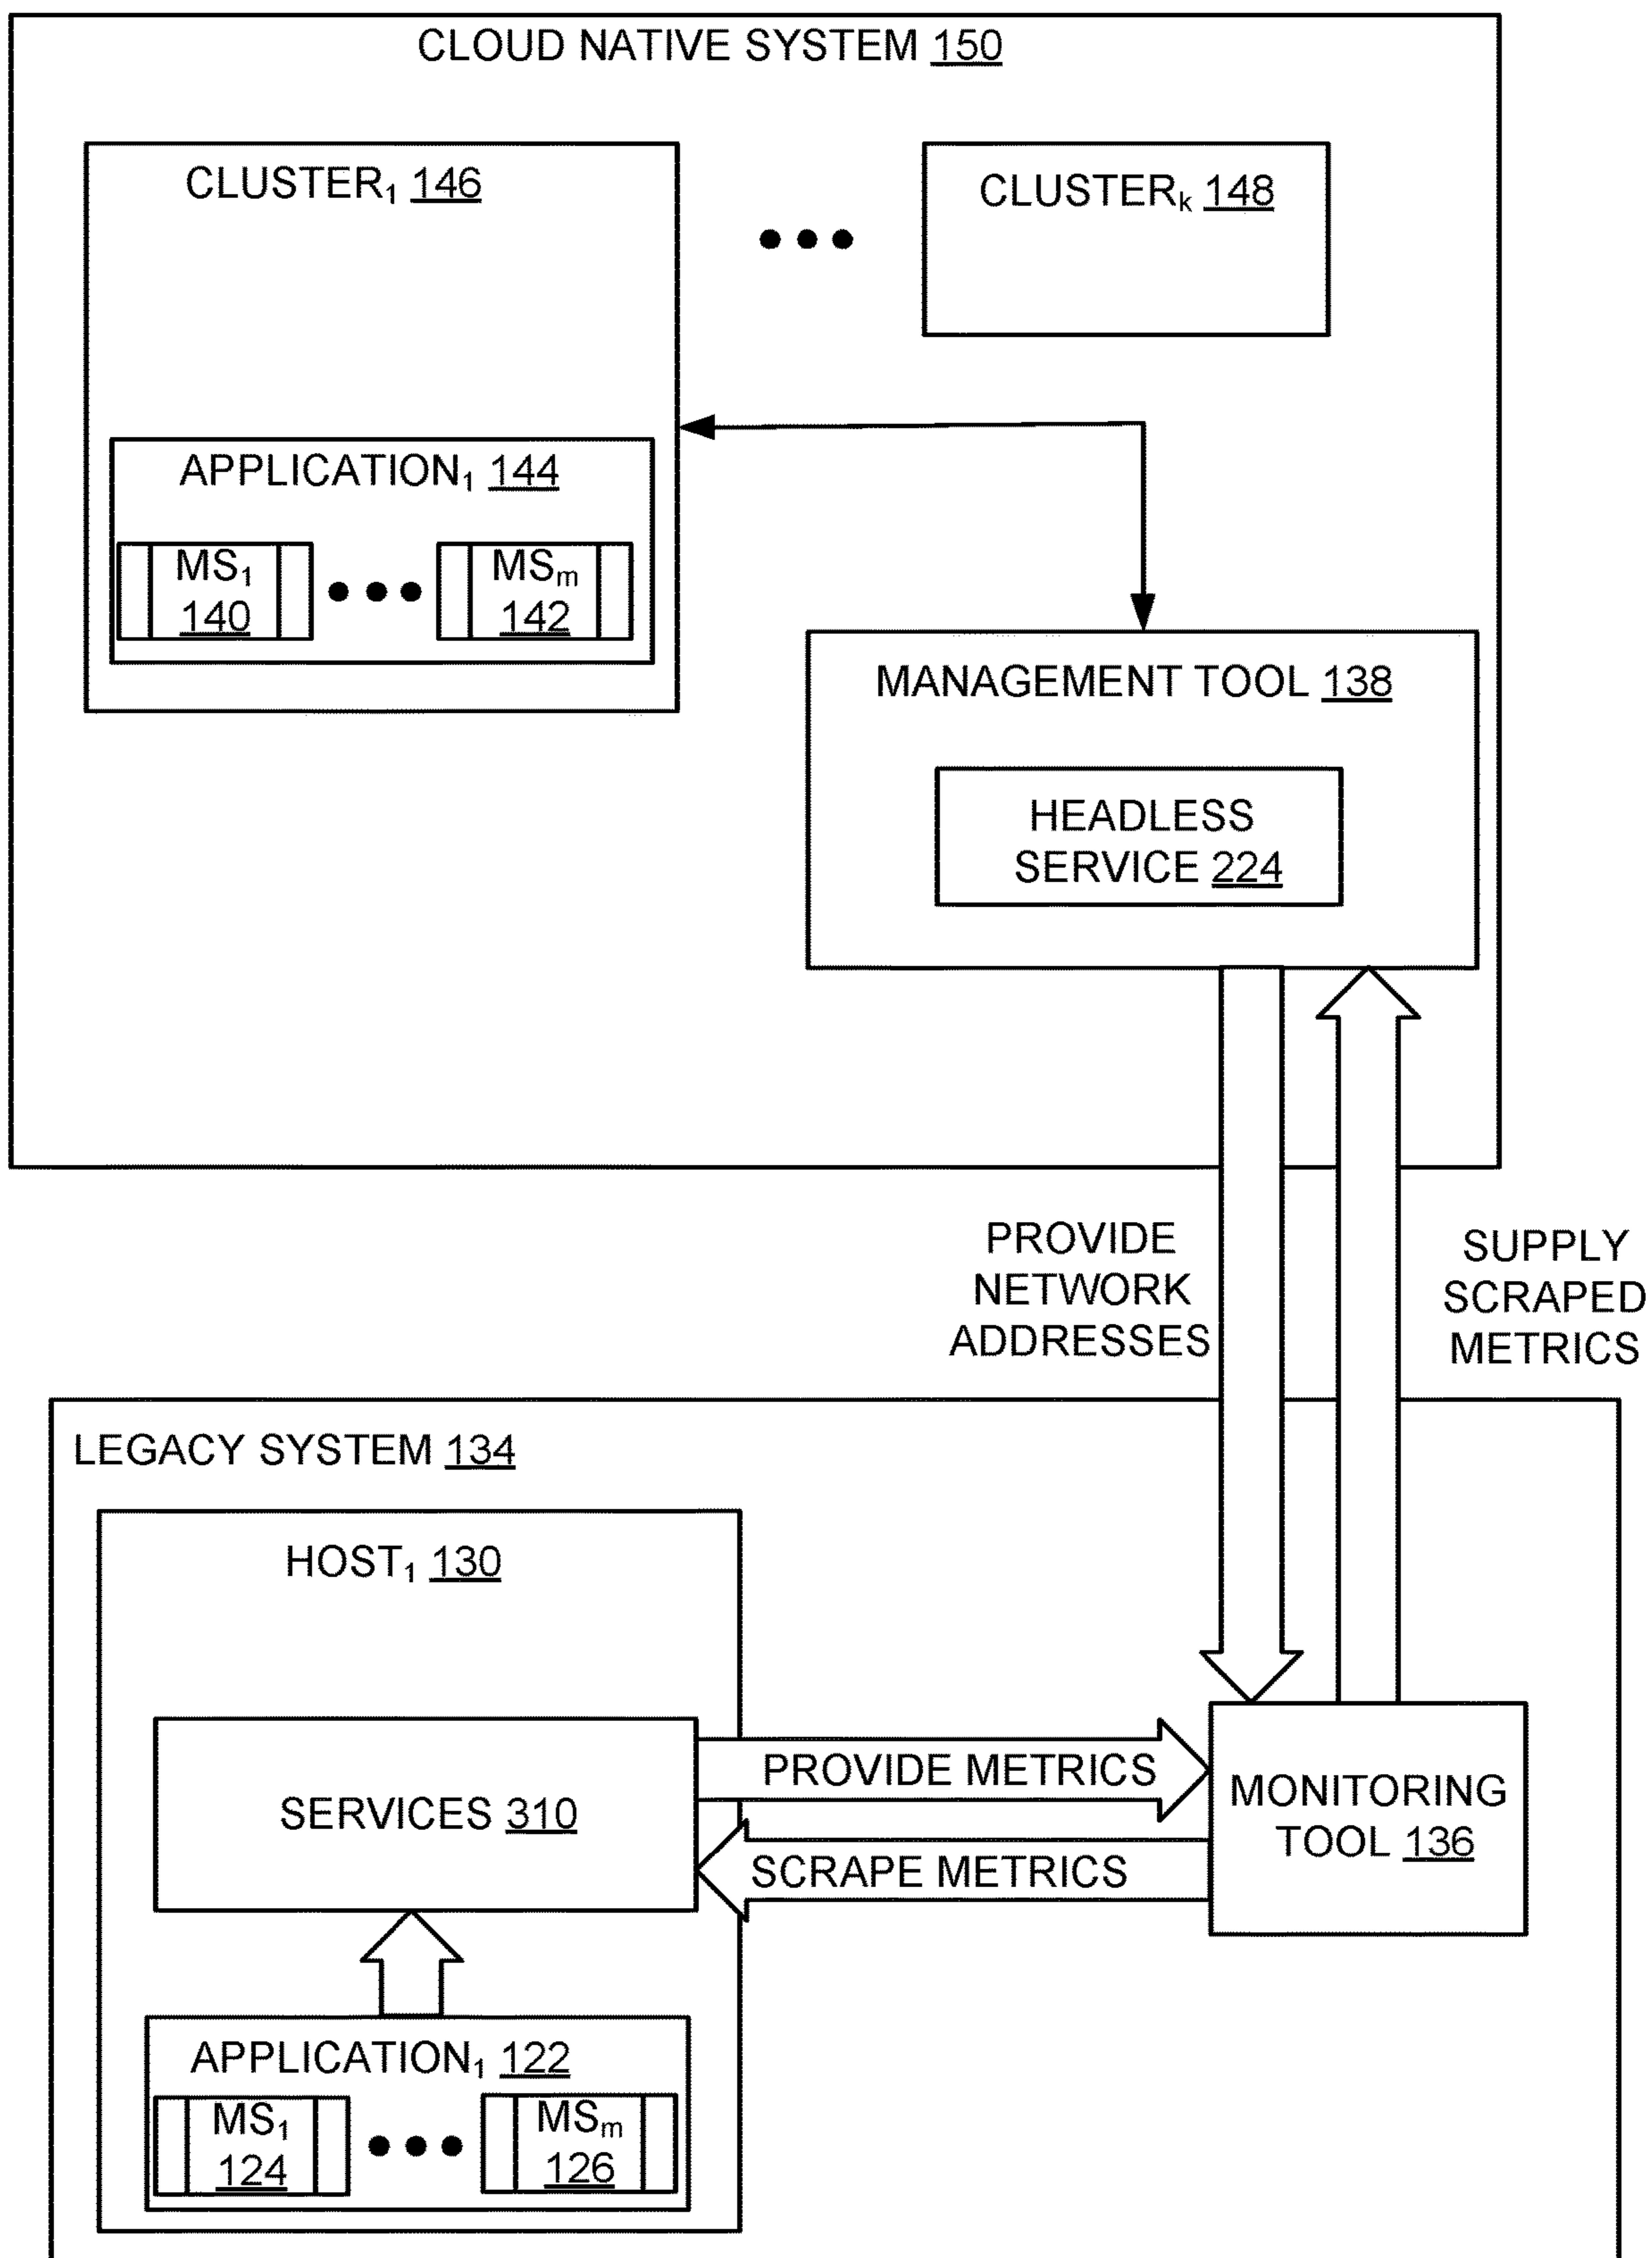 CLOUD NATIVE SYSTEM 150
CLUSTER₁ 146
CLUSTERₖ 148
APPLICATION₁ 144
MS₁
140
MSₘ
142
MANAGEMENT TOOL 138
HEADLESS
SERVICE 224
PROVIDE
NETWORK
ADDRESSES
SUPPLY
SCRAPED
METRICS
LEGACY SYSTEM 134
HOST₁ 130
SERVICES 310
PROVIDE METRICS
SCRAPE METRICS
MONITORING
TOOL 136
APPLICATION₁ 122
MS₁
124
MSₘ
126